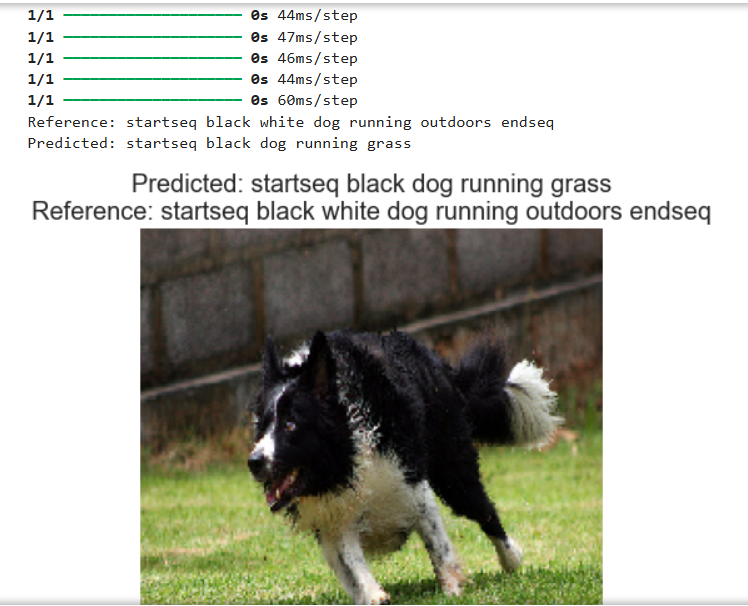 1/1 ━━━━━━━━━━━━━━━━━━━━ 0s 44ms/step
1/1 ━━━━━━━━━━━━━━━━━━━━ 0s 47ms/step
1/1 ━━━━━━━━━━━━━━━━━━━━ 0s 46ms/step
1/1 ━━━━━━━━━━━━━━━━━━━━ 0s 44ms/step
1/1 ━━━━━━━━━━━━━━━━━━━━ 0s 60ms/step
Reference: startseq black white dog running outdoors endseq
Predicted: startseq black dog running grass
Predicted: startseq black dog running grass
Reference: startseq black white dog running outdoors endseq